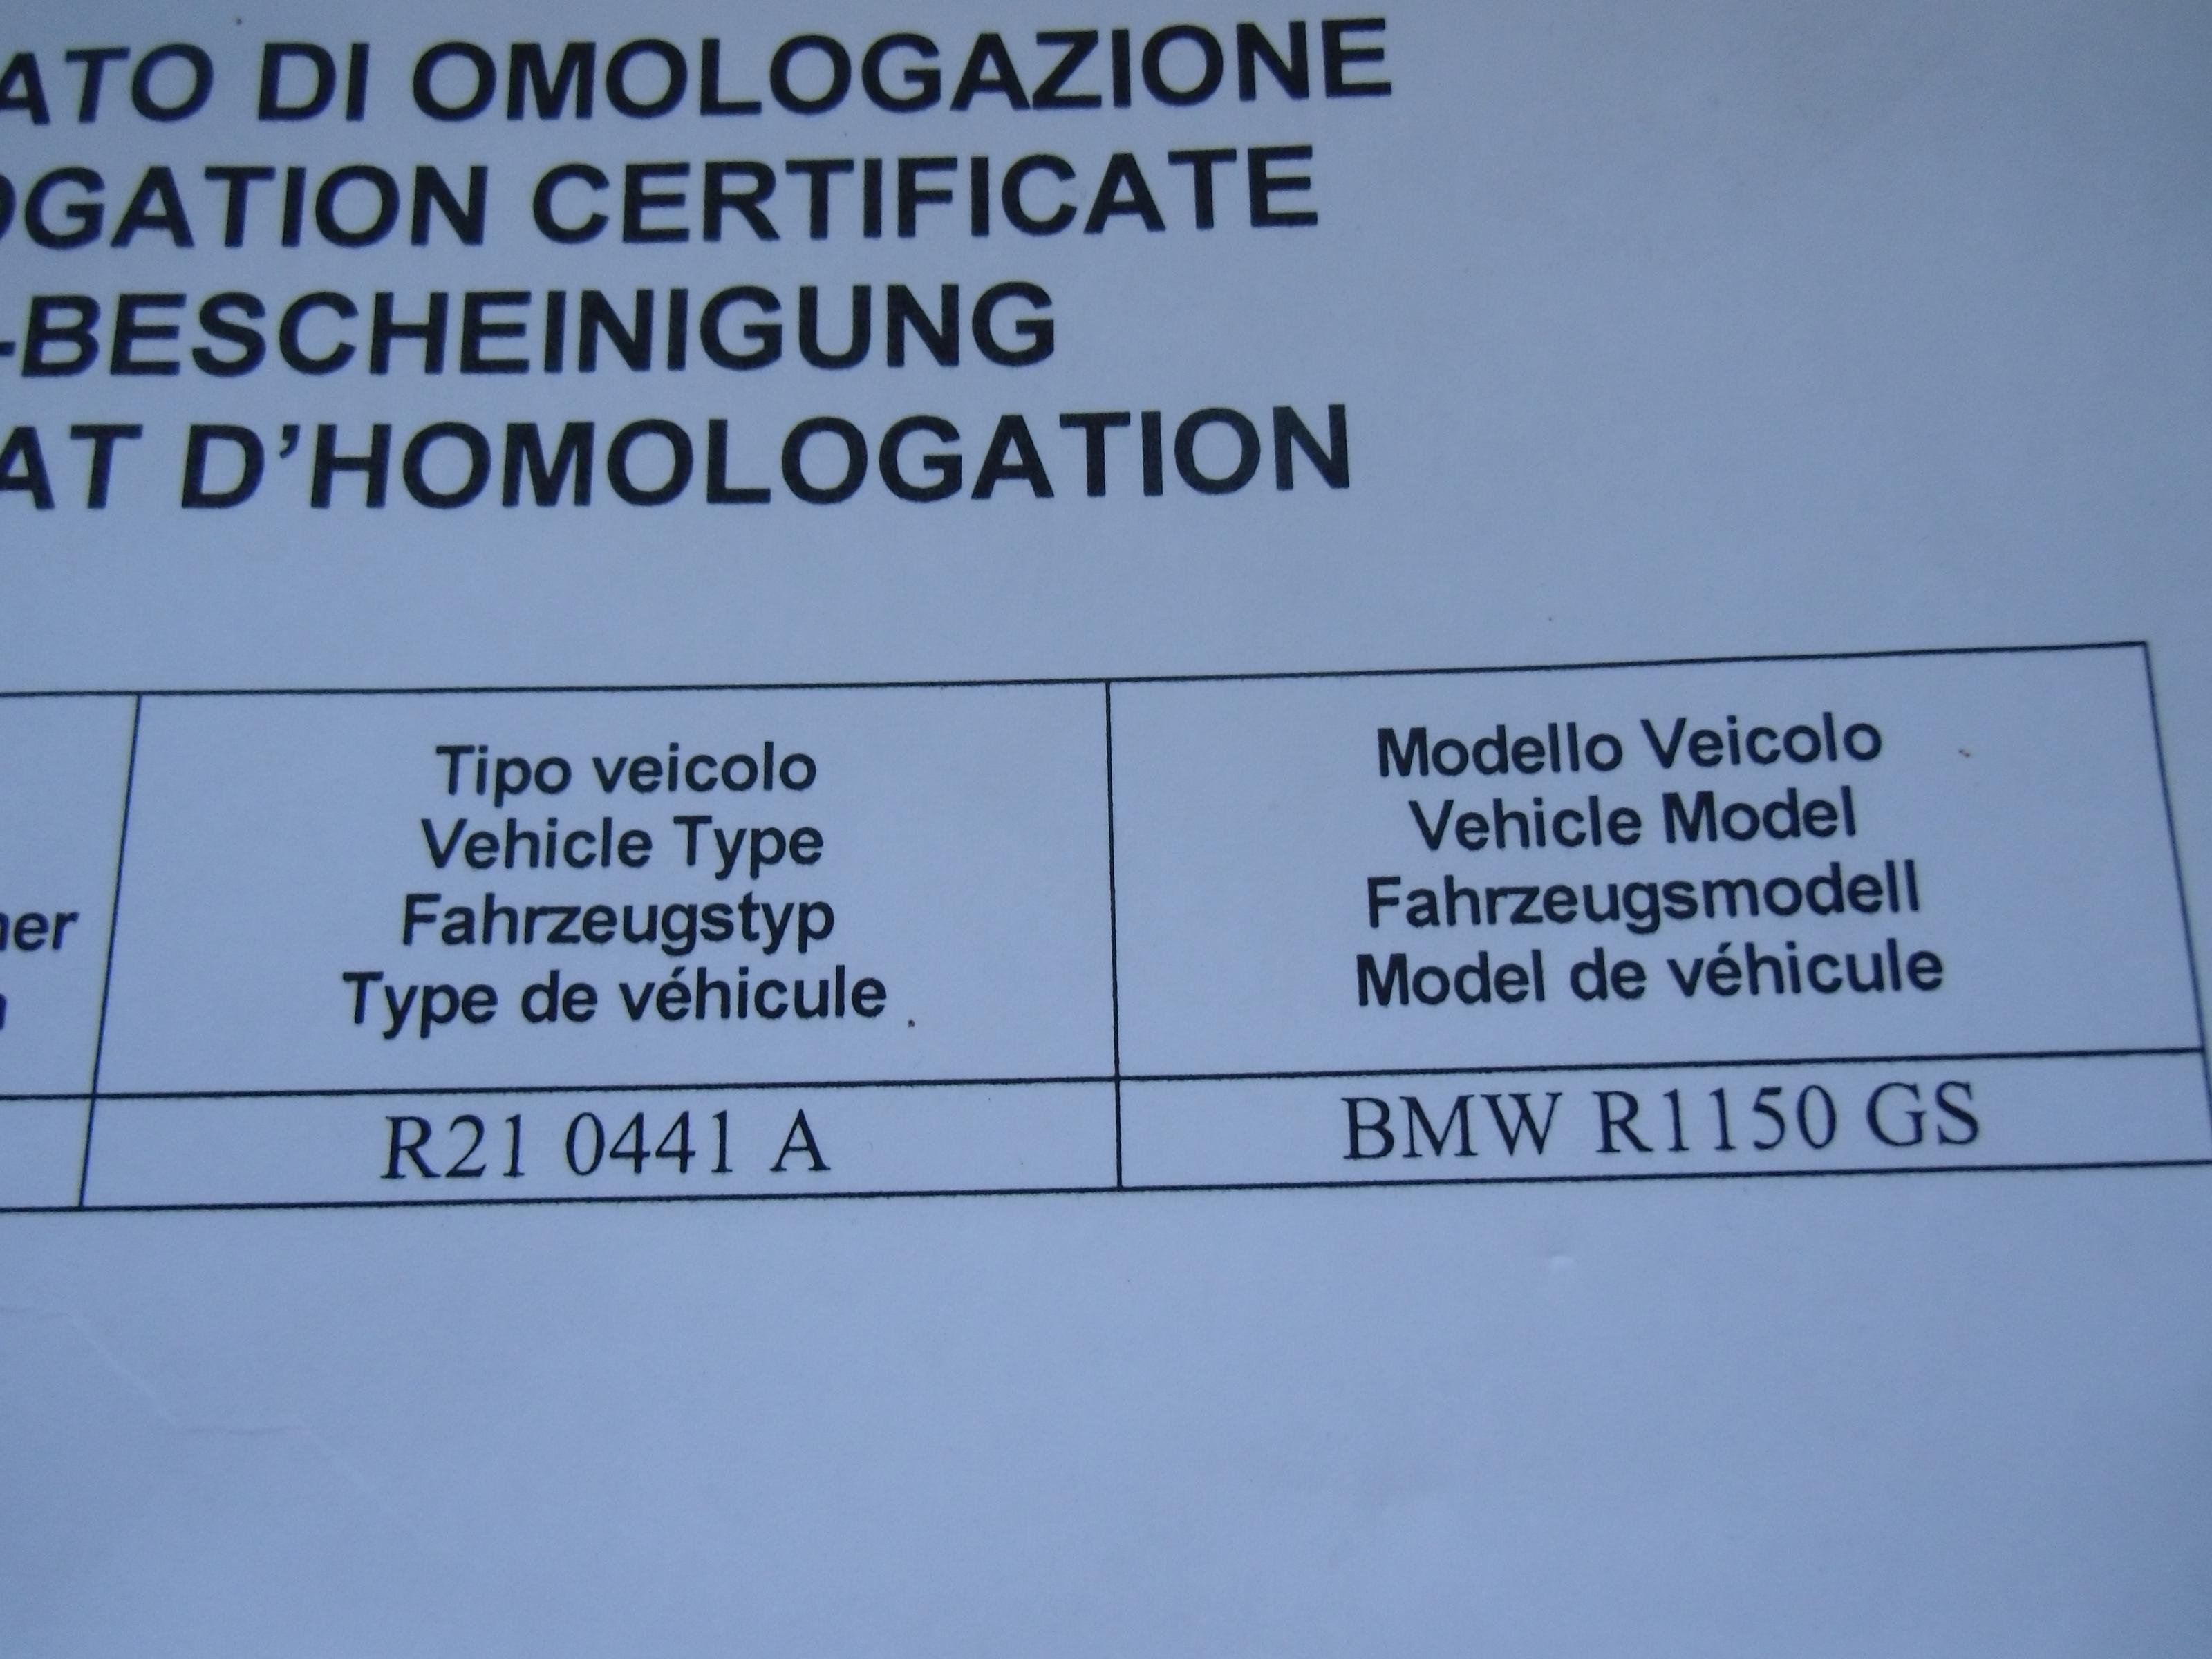 ATO DI OMOLOGAZIONE
OGATION CERTIFICATE
-BESCHEINIGUNG
AT D'HOMOLOGATION
Tipo veicolo
Vehicle Type
Fahrzeugstyp
Type de véhicule
Modello Veicolo
Vehicle Model
Fahrzeugsmodell
Model de véhicule
R21 0441 A
BMW R1150 GS